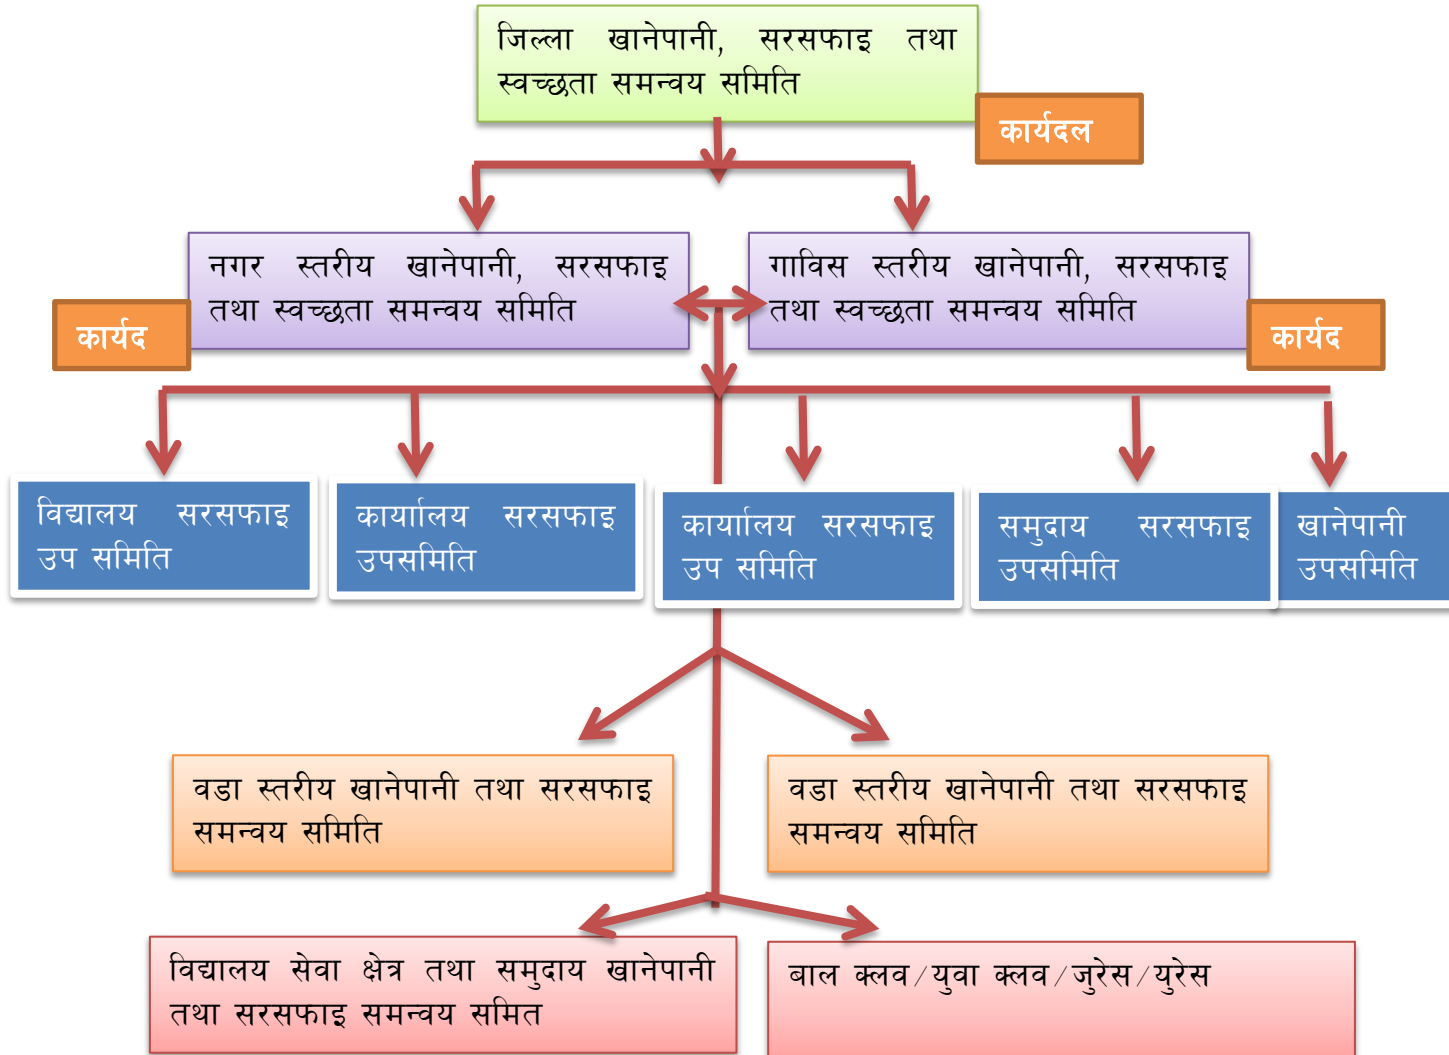 जिल्ला खानेपानी, सरसफाइ तथा
स्वच्छता समन्वय समिति
कार्यदल
नगर स्तरीय खानेपानी, सरसफाइ
तथा स्वच्छता समन्वय समिति
कार्यद
गाविस स्तरीय खानेपानी, सरसफाइ
तथा स्वच्छता समन्वय समिति
कार्यद
विद्यालय सरसफाइ
उप समिति
कार्याालय सरसफाइ
उपसमिति
कार्याालय सरसफाइ
उप समिति
समुदाय सरसफाइ
उपसमिति
खानेपानी
उपसमिति
वडा स्तरीय खानेपानी तथा सरसफाइ
समन्वय समिति
वडा स्तरीय खानेपानी तथा सरसफाइ
समन्वय समिति
विद्यालय सेवा क्षेत्र तथा समुदाय खानेपानी
तथा सरसफाइ समन्वय समित
बाल क्लव/युवा क्लव/जुरेस/युरेस